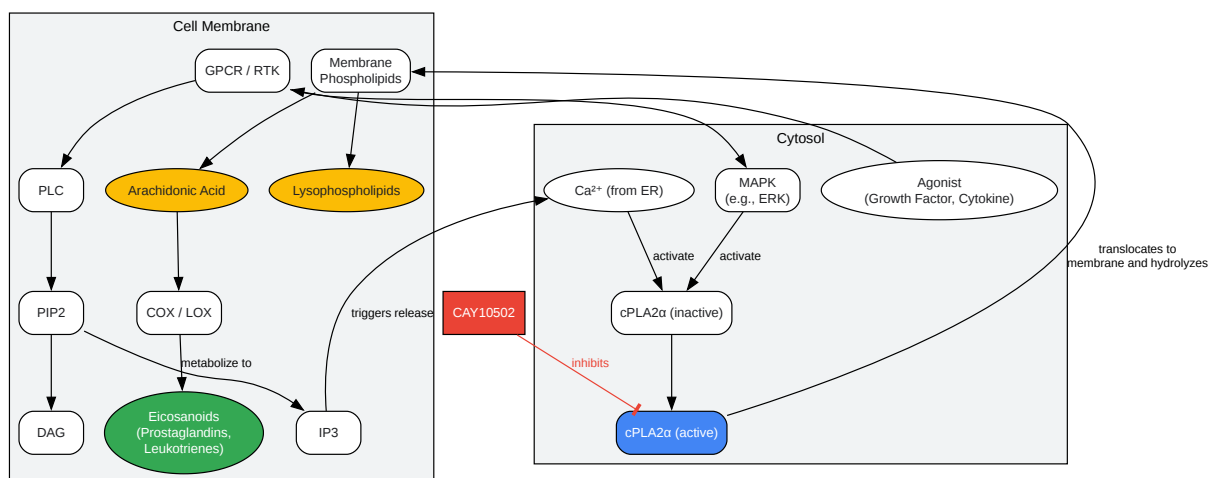 Cell Membrane
GPCR / RTK
Membrane
Phospholipids
Cytosol
PLC
Arachidonic Acid
Lysophospholipids
Ca²⁺ (from ER)
MAPK
(e.g., ERK)
Agonist
(Growth Factor, Cytokine)
activate
activate
translocates to
membrane and hydrolyzes
PIP2
COX / LOX
triggers release
CAY10502
cPLA2α (inactive)
metabolize to
inhibits
DAG
Eicosanoids
(Prostaglandins,
Leukotrienes)
IP3
cPLA2α (active)